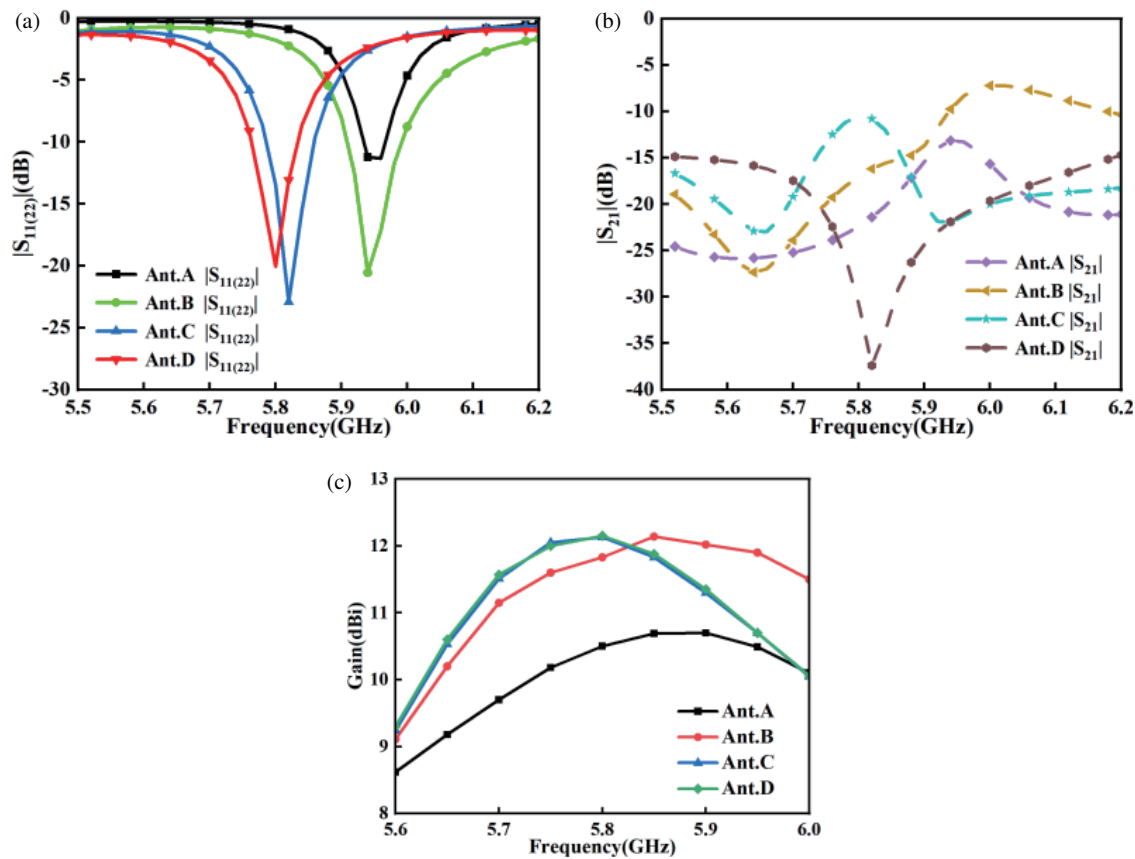 (a)
0
-5
-10
-15
-20
-25
-30
|S11(22)|(dB)
Ant.A |S11(22)|
Ant.B |S11(22)|
Ant.C |S11(22)|
Ant.D |S11(22)|
5.5 5.6 5.7 5.8 5.9 6.0 6.1 6.2
Frequency(GHz)
(b)
0
-5
-10
-15
-20
-25
-30
-35
-40
|S21|(dB)
Ant.A |S21|
Ant.B |S21|
Ant.C |S21|
Ant.D |S21|
5.5 5.6 5.7 5.8 5.9 6.0 6.1 6.2
Frequency(GHz)
(c)
13
12
11
10
9
8
Gain(dBi)
Ant.A
Ant.B
Ant.C
Ant.D
5.6 5.7 5.8 5.9 6.0
Frequency(GHz)